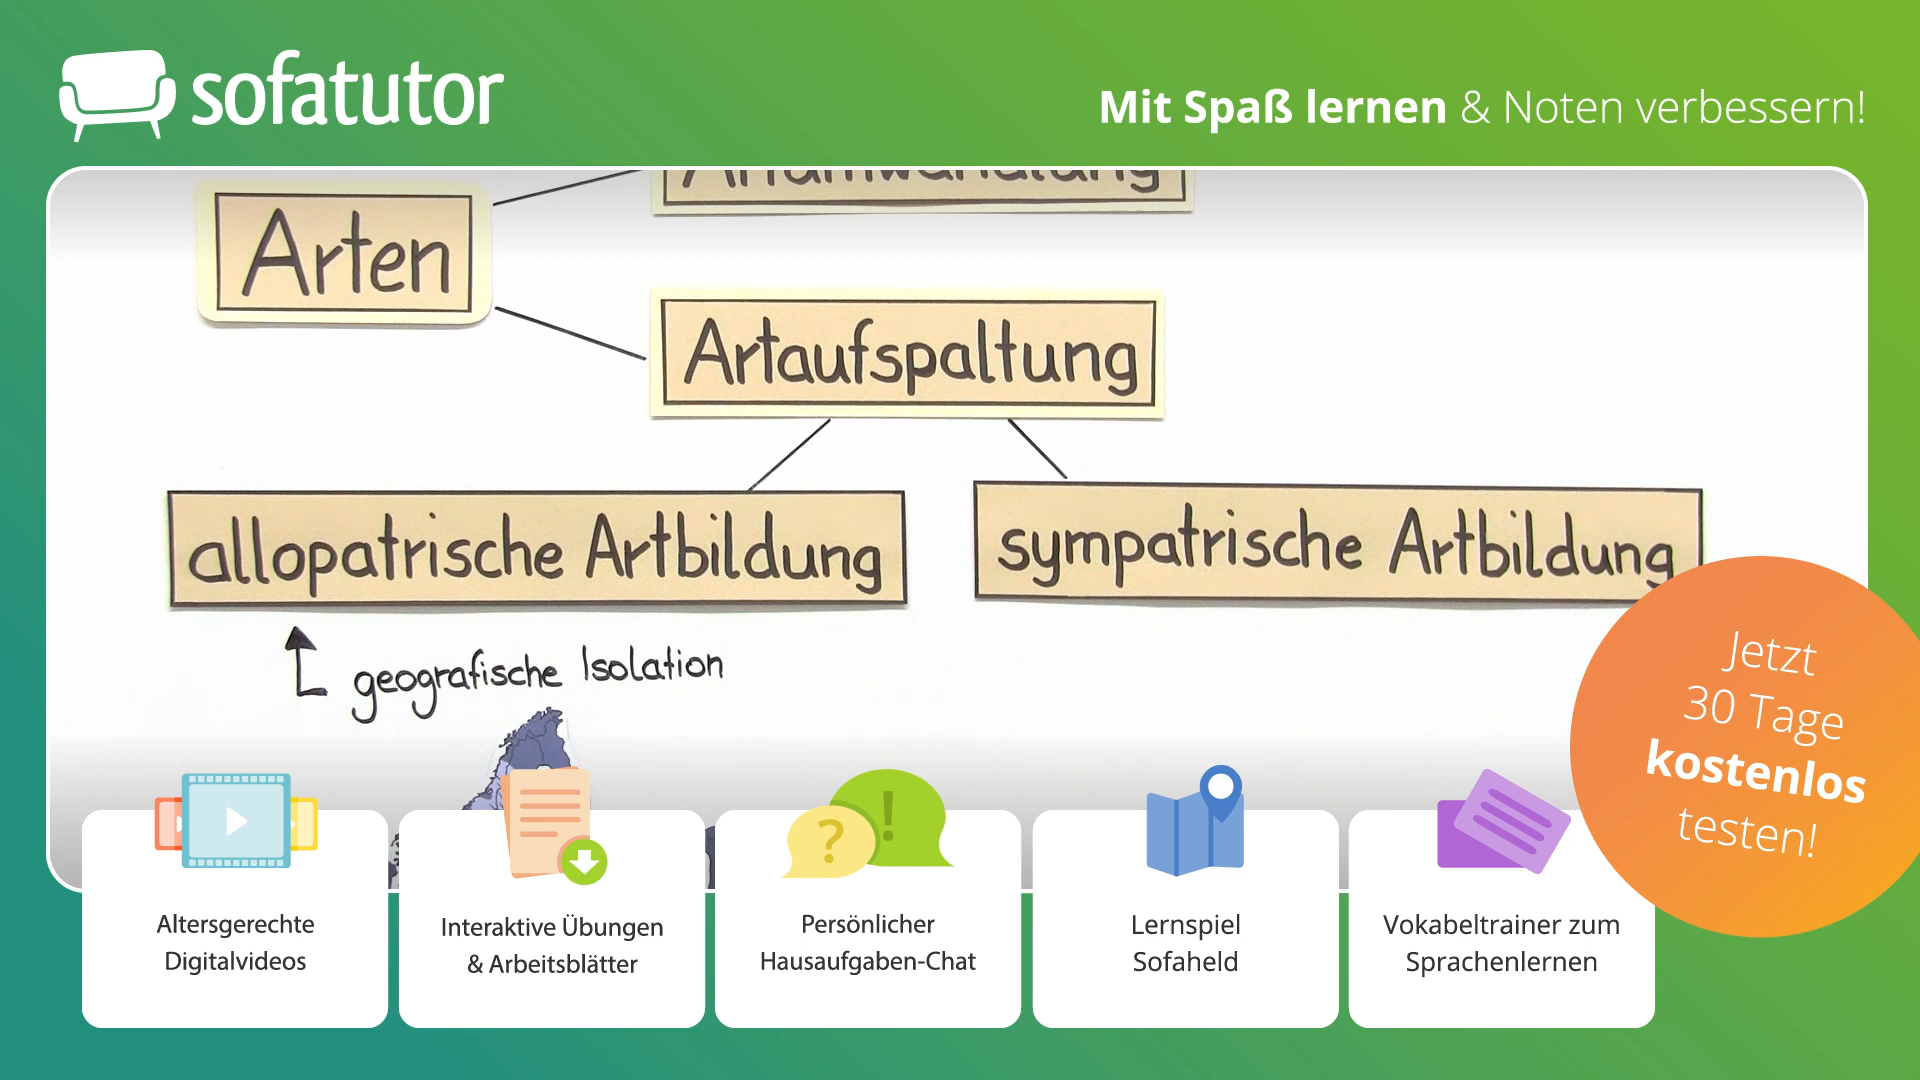 sofatutor
Mit Spaß lernen & Noten verbessern!
Artumwandlung
Arten
Artaufspaltung
allopatrische Artbildung
sympatrische Artbildung
geografische Isolation
Jetzt
30 Tage
kostenlos
testen!
?
!
Altersgerechte
Digitalvideos
Interaktive Übungen
& Arbeitsblätter
Persönlicher
Hausaufgaben-Chat
Lernspiel
Sofaheld
Vokabeltrainer zum
Sprachenlernen